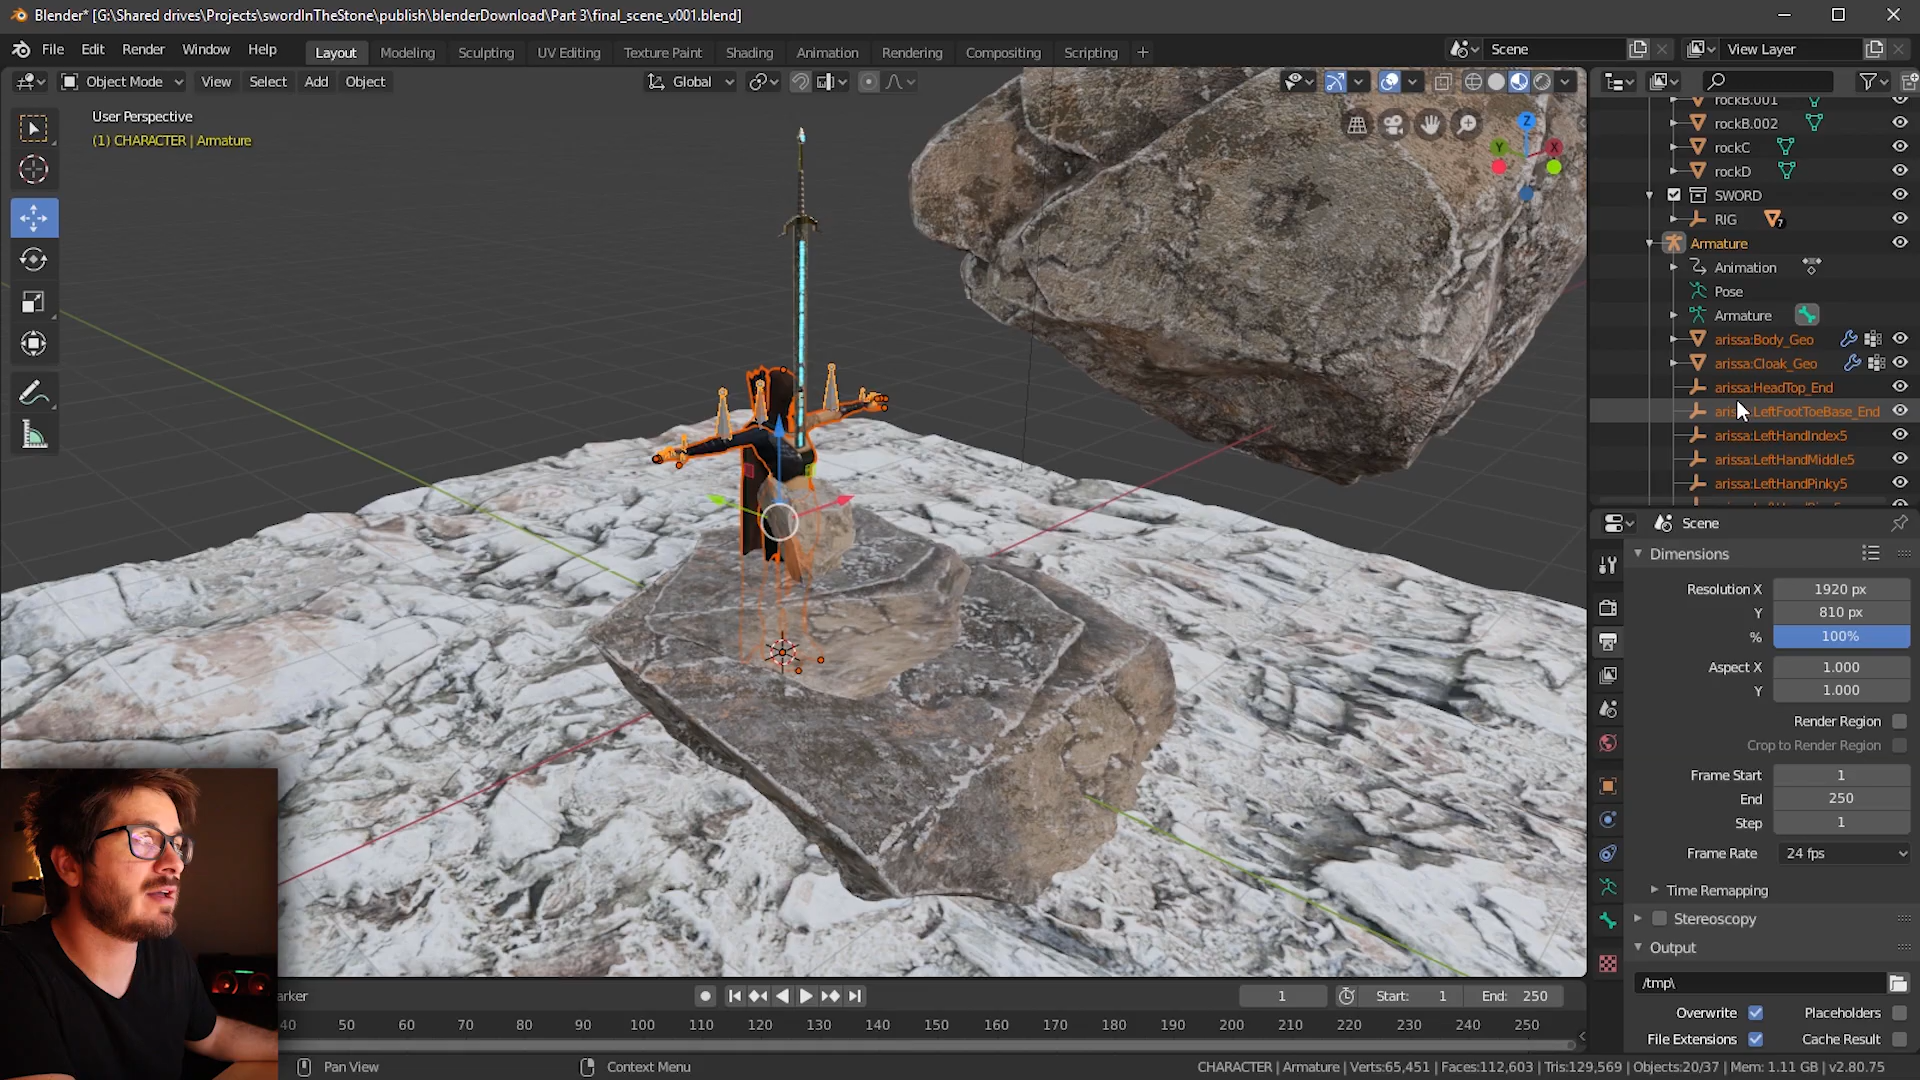 Blender* [G:\Shared drives\Projects\swordInTheStone\publish\blenderDownload\Part 3\final_scene_v001.blend]
File Edit Render Window Help Layout Modeling Sculpting UV Editing Texture Paint Shading Animation Rendering Compositing Scripting + Scene View Layer
Object Mode View Select Add Object Global
User Perspective
(1) CHARACTER | Armature
Z
Y X
rockB.001
rockB.002
rockC
rockD
SWORD
RIG 7
Armature
Animation
Pose
Armature
arissa:Body_Geo
arissa:Cloak_Geo
arissa:HeadTop_End
LeftFootToeBase_End
arissa:LeftHandIndex5
arissa:LeftHandMiddle5
arissa:LeftHandPinky5
Scene
Dimensions
Resolution X 1920 px
Y 810 px
% 100%
Aspect X 1.000
Y 1.000
Render Region
Crop to Render Region
Frame Start 1
End 250
Step 1
Frame Rate 24 fps
Time Remapping
Stereoscopy
Output
/tmp\
Overwrite Placeholders
File Extensions Cache Result
arker 1 Start: 1 End: 250
40 50 60 70 80 90 100 110 120 130 140 150 160 170 180 190 200 210 220 230 240 250
Pan View Context Menu CHARACTER | Armature | Verts:65,451 | Faces:112,603 | Tris:129,569 | Objects:20/37 | Mem: 1.11 GB | v2.80.75